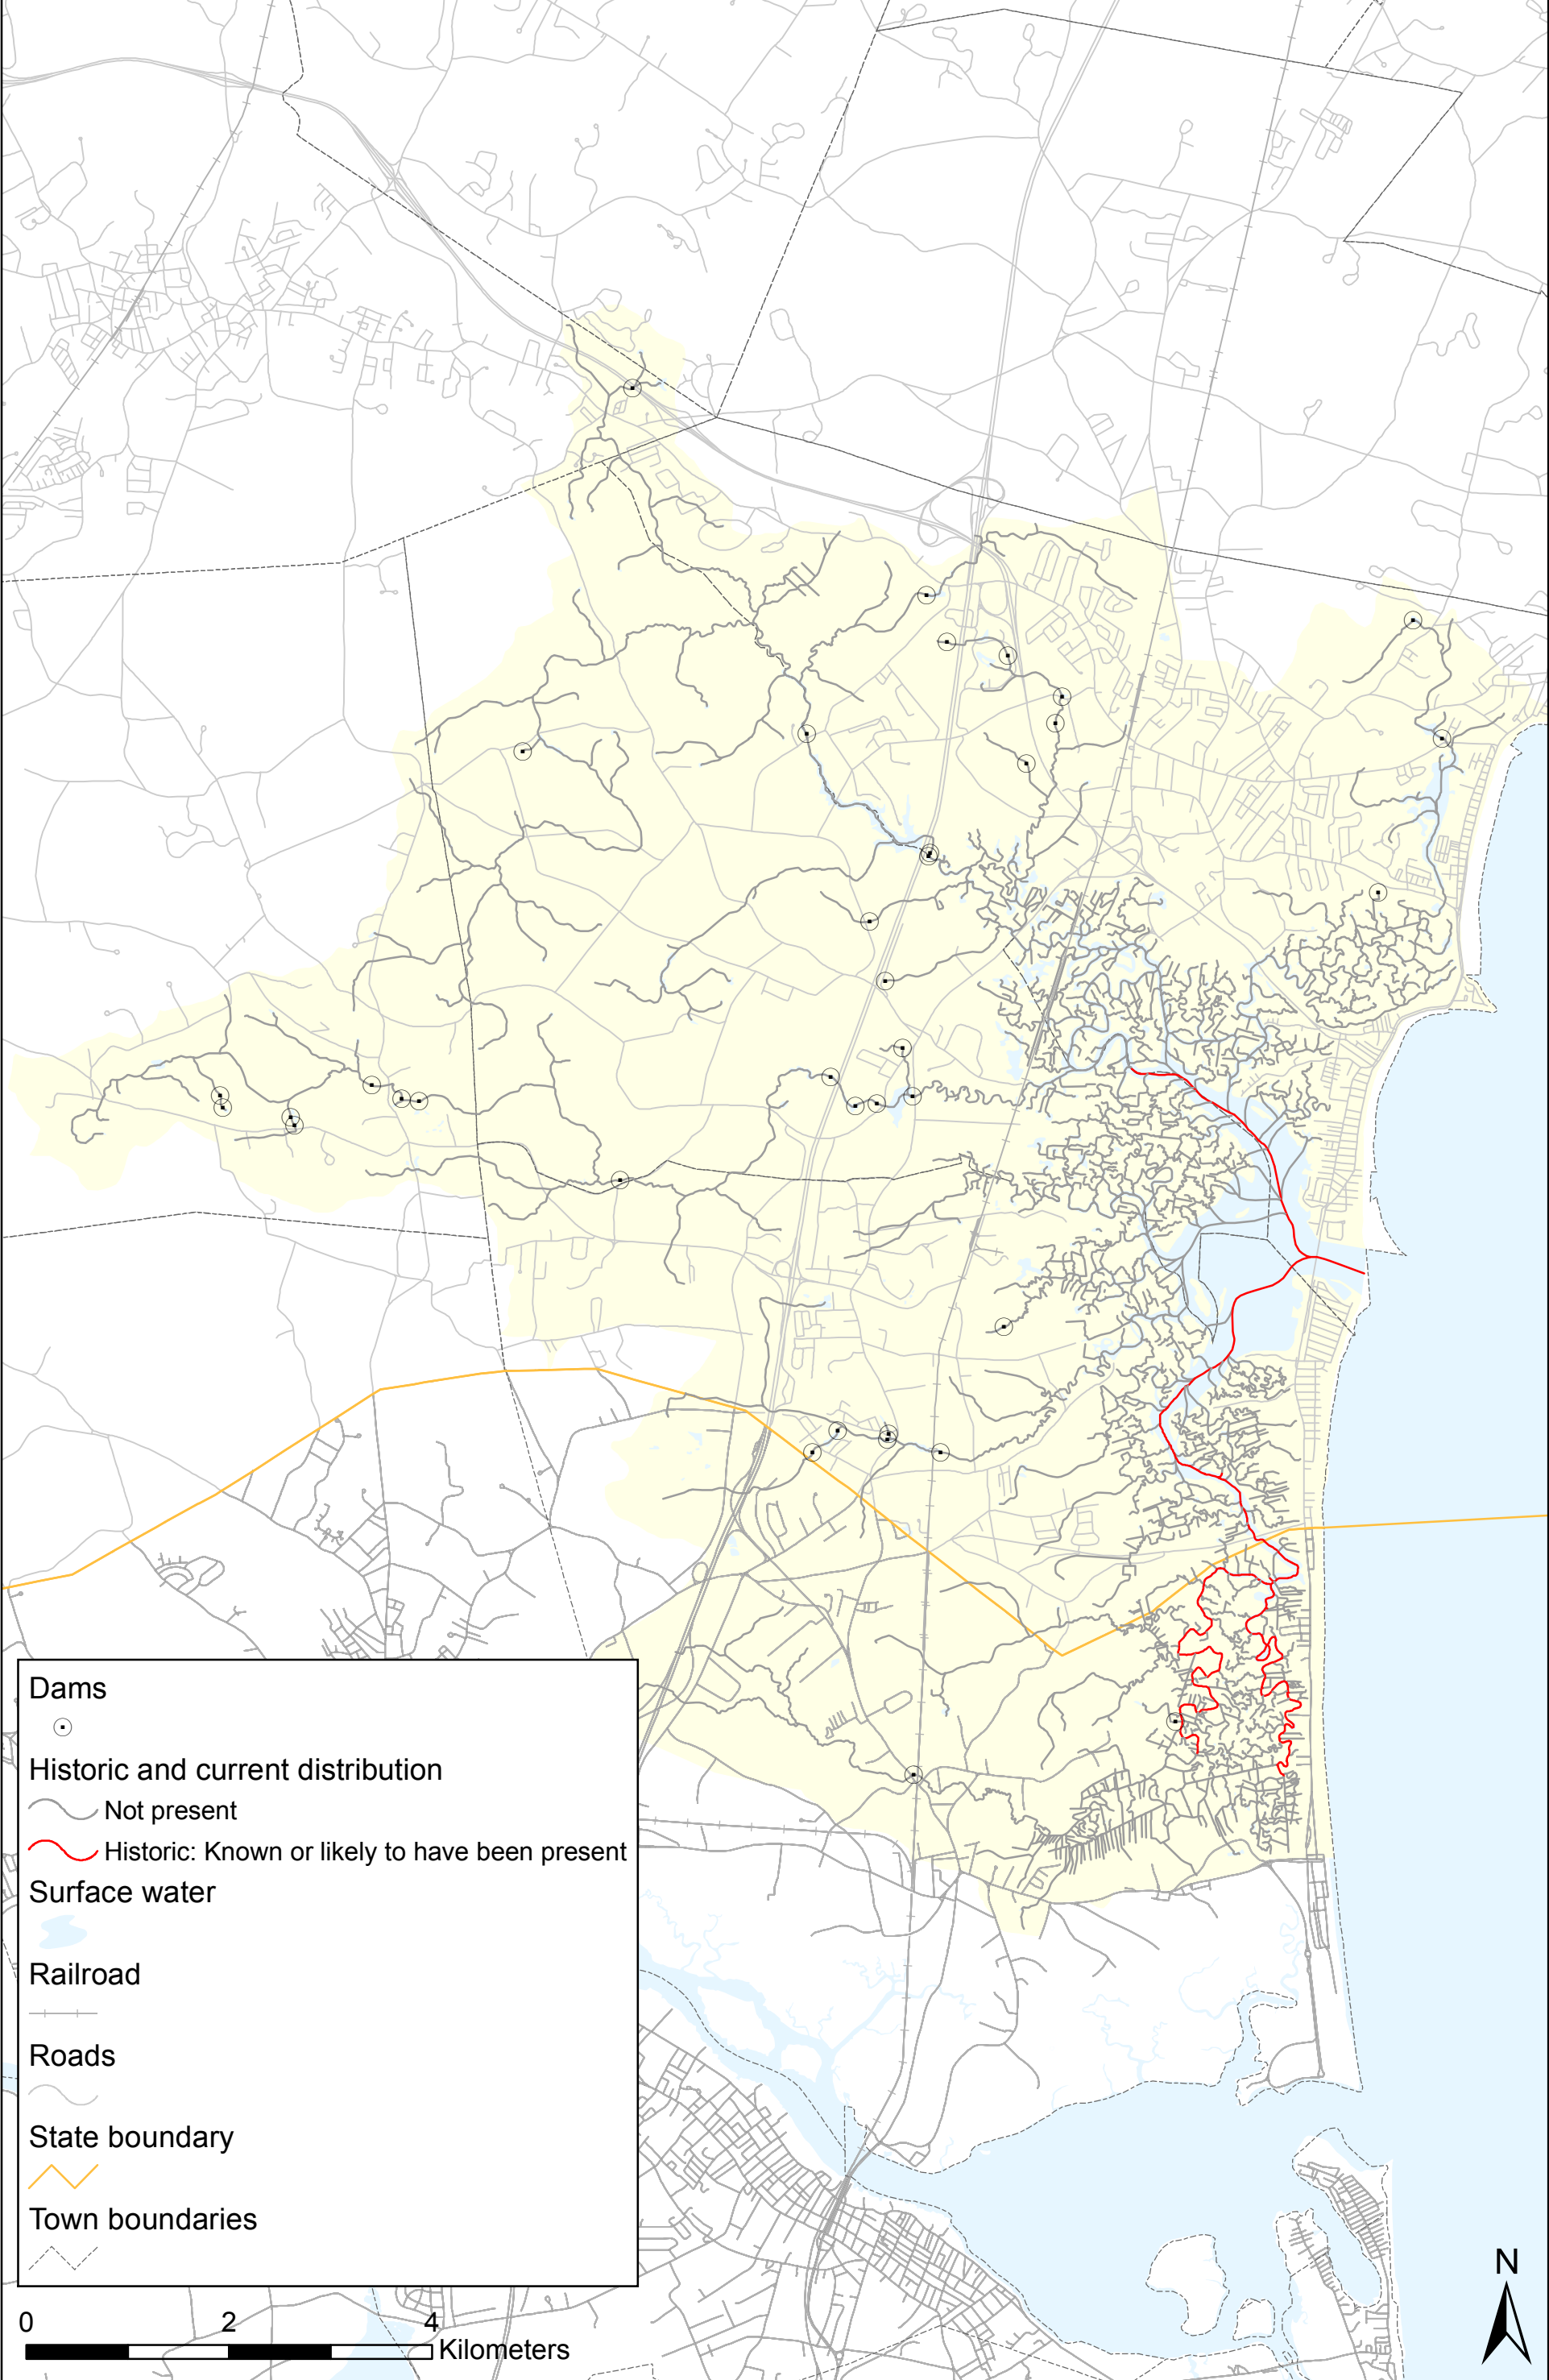 Dams
Historic and current distribution
Not present
Historic: Known or likely to have been present
Surface water
Railroad
Roads
State boundary
Town boundaries
0 2 4
Kilometers
N